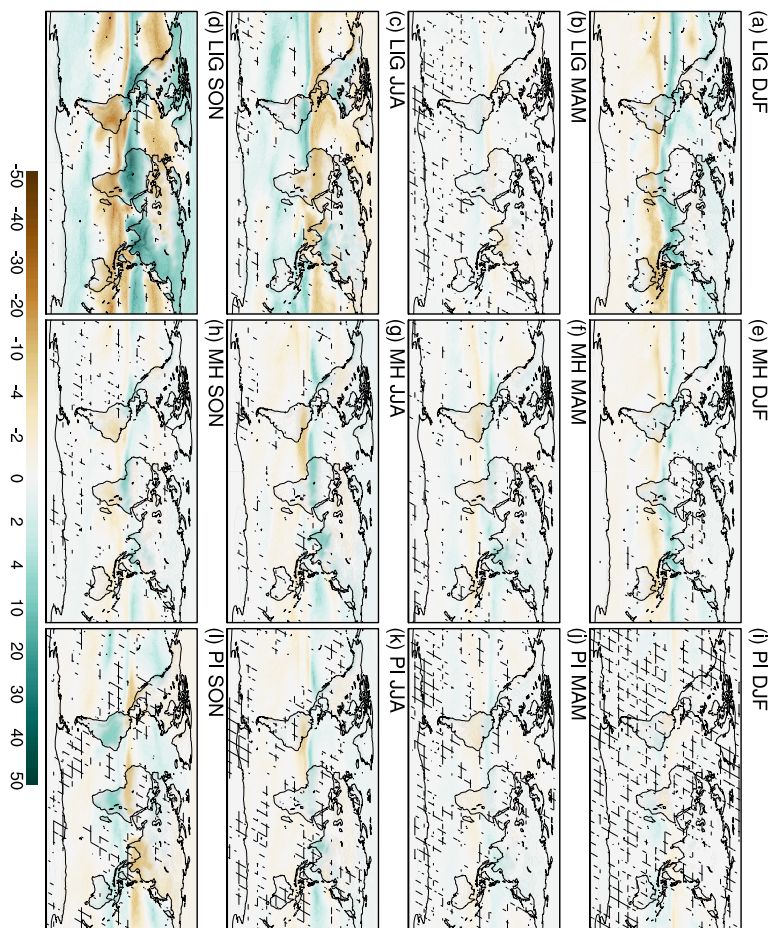 (a) LIG DJF
(e) MH DJF
(i) PI DJF
(b) LIG MAM
(f) MH MAM
(j) PI MAM
(c) LIG JJA
(g) MH JJA
(k) PI JJA
(d) LIG SON
(h) MH SON
(l) PI SON
-50 -40 -30 -20 -10 -4 -2 0 2 4 10 20 30 40 50